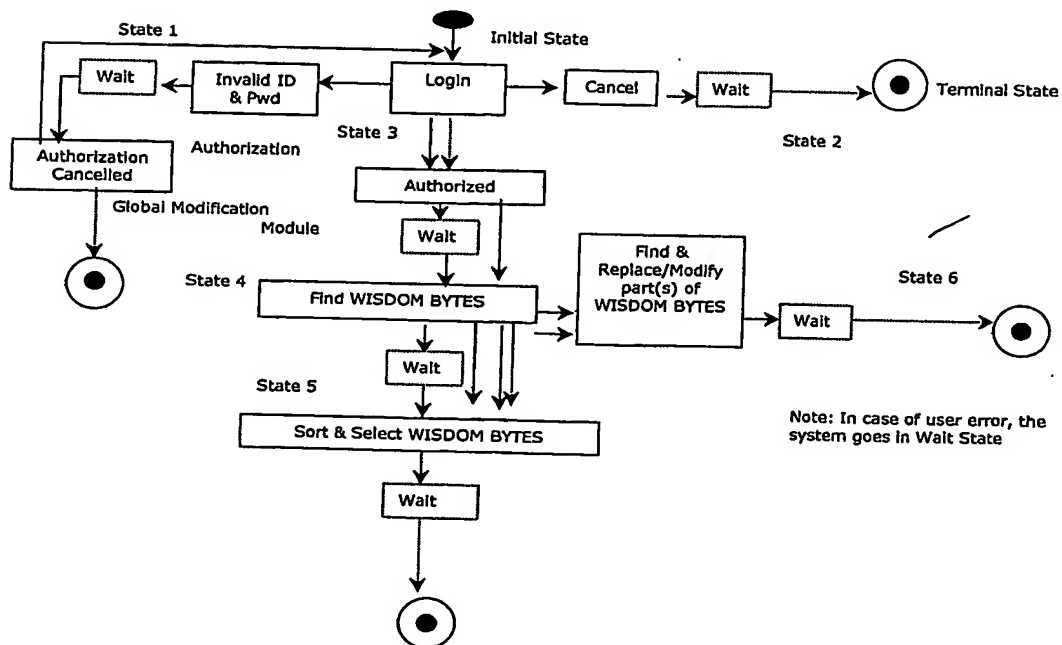 State 1
Initial State
Wait
Invalid ID
& Pwd
Login
Cancel
Wait
Terminal State
State 3
State 2
Authorization
Cancelled
Authorization
Authorized
Global Modification
Module
Wait
Find &
Replace/Modify
part(s) of
WISDOM BYTES
State 4
State 6
Find WISDOM BYTES
Wait
Wait
State 5
Sort & Select WISDOM BYTES
Note: In case of user error, the
system goes in Wait State
Wait